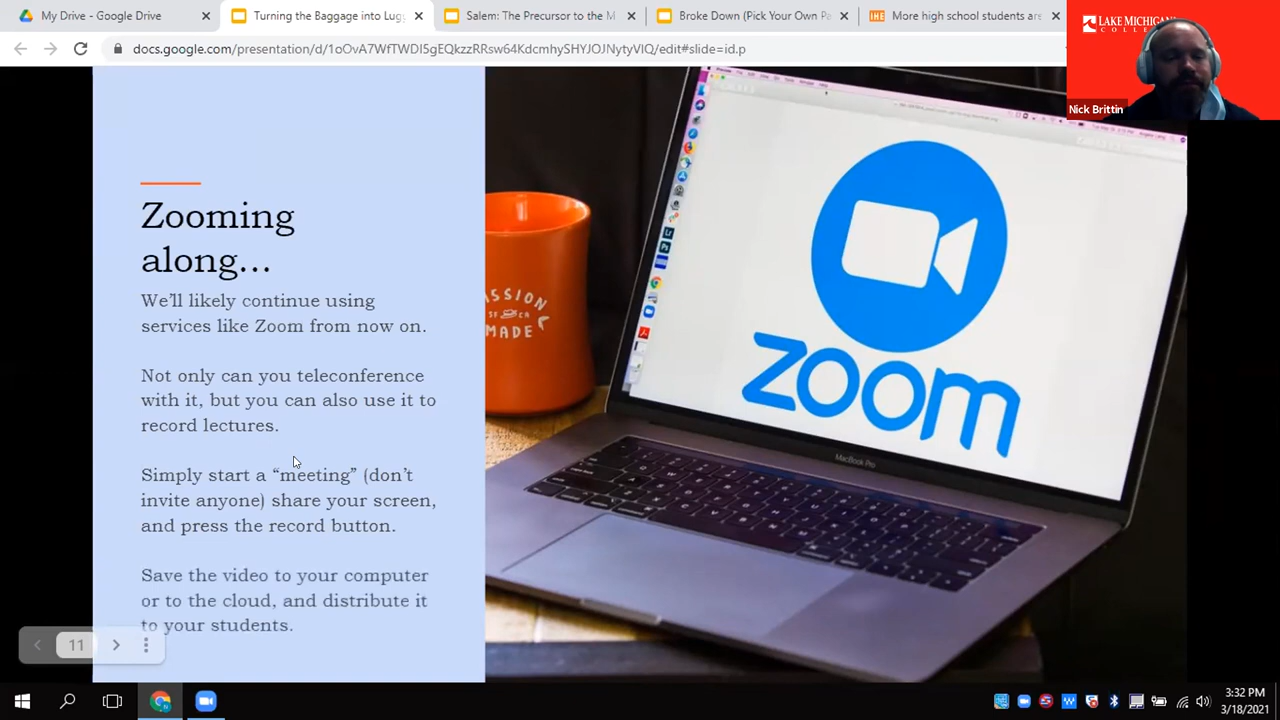 My Drive - Google Drive
Turning the Baggage into Lug
Salem: The Precursor to the M
Broke Down (Pick Your Own Pa
More high school students are
docs.google.com/presentation/d/1oOvA7WfTWDI5gEQkzzRRsw64KdcmhySHYJOJNytyVIQ/edit#slide=id.p
LAKE MICHIGAN
COLLEGE
Nick Brittin
Zooming
along...
We’ll likely continue using
services like Zoom from now on.
Not only can you teleconference
with it, but you can also use it to
record lectures.
Simply start a “meeting” (don’t
invite anyone) share your screen,
and press the record button.
Save the video to your computer
or to the cloud, and distribute it
to your students.
SSION
SF CA
MADE
zoom
MacBook Pro
11
3:32 PM
3/18/2021